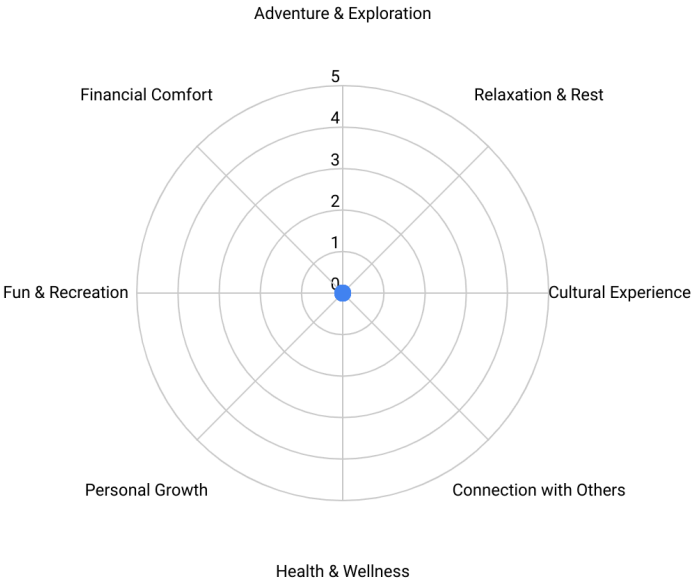 Adventure & Exploration
5
Financial Comfort
Relaxation & Rest
4
3
2
1
0
Fun & Recreation
Cultural Experience
Personal Growth
Connection with Others
Health & Wellness